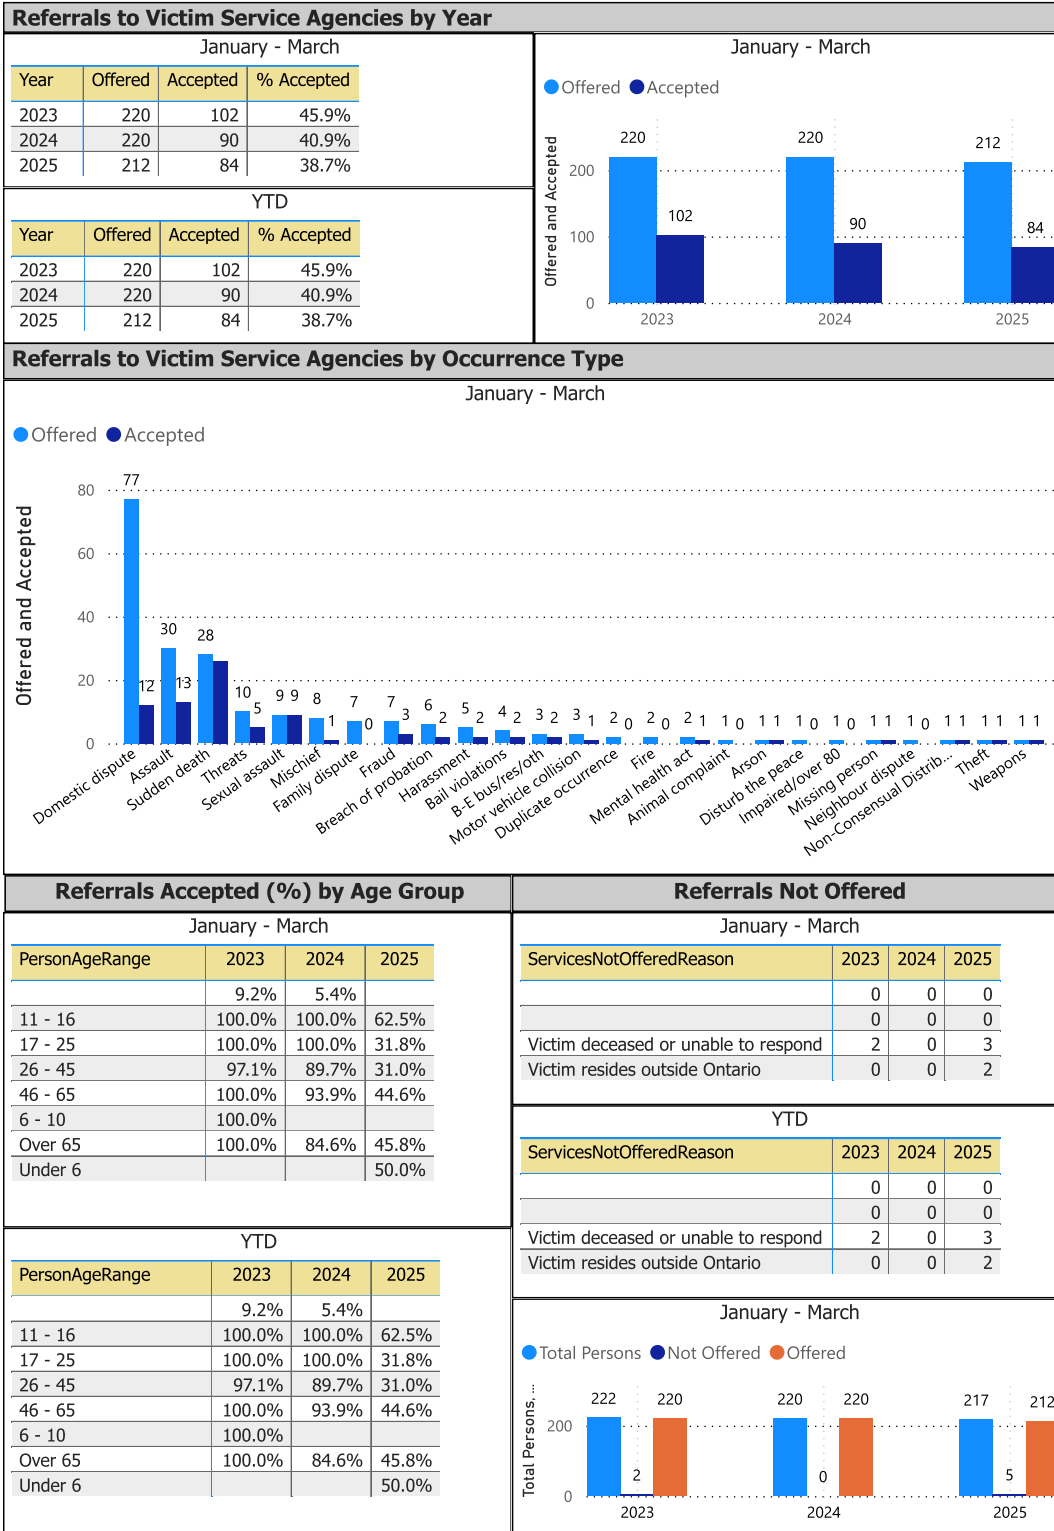 Referrals to Victim Service Agencies by Year
January - March
Year Offered Accepted % Accepted
2023 220 102 45.9%
2024 220 90 40.9%
2025 212 84 38.7%
YTD
Year Offered Accepted % Accepted
2023 220 102 45.9%
2024 220 90 40.9%
2025 212 84 38.7%
January - March
Offered Accepted
Offered and Accepted
200
100
0
220 102 220 90 212 84
2023 2024 2025
Referrals to Victim Service Agencies by Occurrence Type
January - March
Offered Accepted
Offered and Accepted
80
60
40
20
0
77 12 30 13 28 10 5 9 9 8 1 7 0 7 3 6 2 5 2 4 2 3 2 3 1 2 0 2 0 2 1 1 0 1 1 1 0 1 0 1 1 1 0 1 1 1 1 1 1
Domestic dispute
Assault
Sudden death
Threats
Sexual assault
Mischief
Family dispute
Fraud
Breach of probation
Harassment
Bail violations
B-E bus/res/oth
Motor vehicle collision
Duplicate occurrence
Fire
Mental health act
Animal complaint
Arson
Disturb the peace
Impaired/over 80
Missing person
Neighbour dispute
Non-Consensual Distrib...
Theft
Weapons
Referrals Accepted (%) by Age Group
January - March
PersonAgeRange 2023 2024 2025
9.2% 5.4%
11 - 16 100.0% 100.0% 62.5%
17 - 25 100.0% 100.0% 31.8%
26 - 45 97.1% 89.7% 31.0%
46 - 65 100.0% 93.9% 44.6%
6 - 10 100.0%
Over 65 100.0% 84.6% 45.8%
Under 6 50.0%
YTD
PersonAgeRange 2023 2024 2025
9.2% 5.4%
11 - 16 100.0% 100.0% 62.5%
17 - 25 100.0% 100.0% 31.8%
26 - 45 97.1% 89.7% 31.0%
46 - 65 100.0% 93.9% 44.6%
6 - 10 100.0%
Over 65 100.0% 84.6% 45.8%
Under 6 50.0%
Referrals Not Offered
January - March
ServicesNotOfferedReason 2023 2024 2025
0 0 0
0 0 0
Victim deceased or unable to respond 2 0 3
Victim resides outside Ontario 0 0 2
YTD
ServicesNotOfferedReason 2023 2024 2025
0 0 0
0 0 0
Victim deceased or unable to respond 2 0 3
Victim resides outside Ontario 0 0 2
January - March
Total Persons Not Offered Offered
Total Persons, ...
200
0
222 2 220 220 0 220 217 5 212
2023 2024 2025